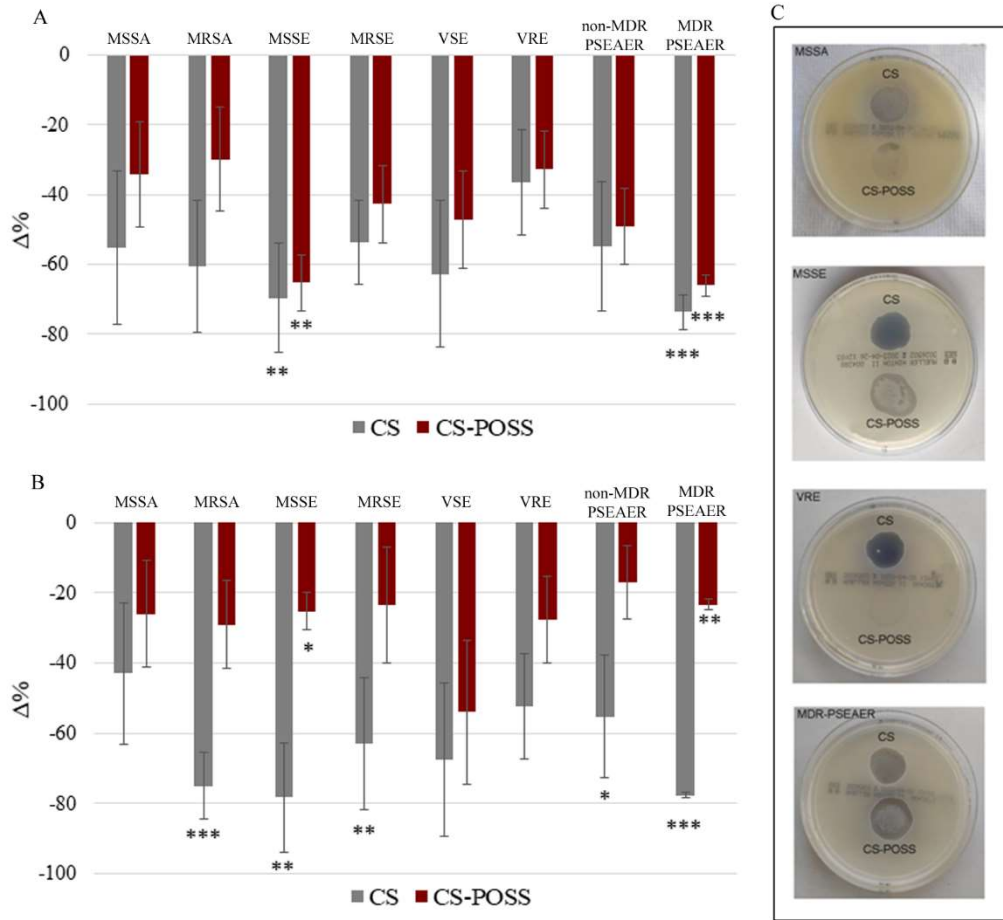 A
MSSA MRSA MSSE MRSE VSE VRE non-MDR PSEAER MDR PSEAER
0
-20
-40
-60
-80
-100
Δ%
**
**
***
***
CS CS-POSS
B
MSSA MRSA MSSE MRSE VSE VRE non-MDR PSEAER MDR PSEAER
0
-20
-40
-60
-80
-100
Δ%
***
**
*
**
*
***
**
CS CS-POSS
C
MSSA
CS
CS-POSS
MSSE
CS
MUELLER HINTON II
CS-POSS
VRE
CS
CS-POSS
MDR-PSEAER
CS
CS-POSS